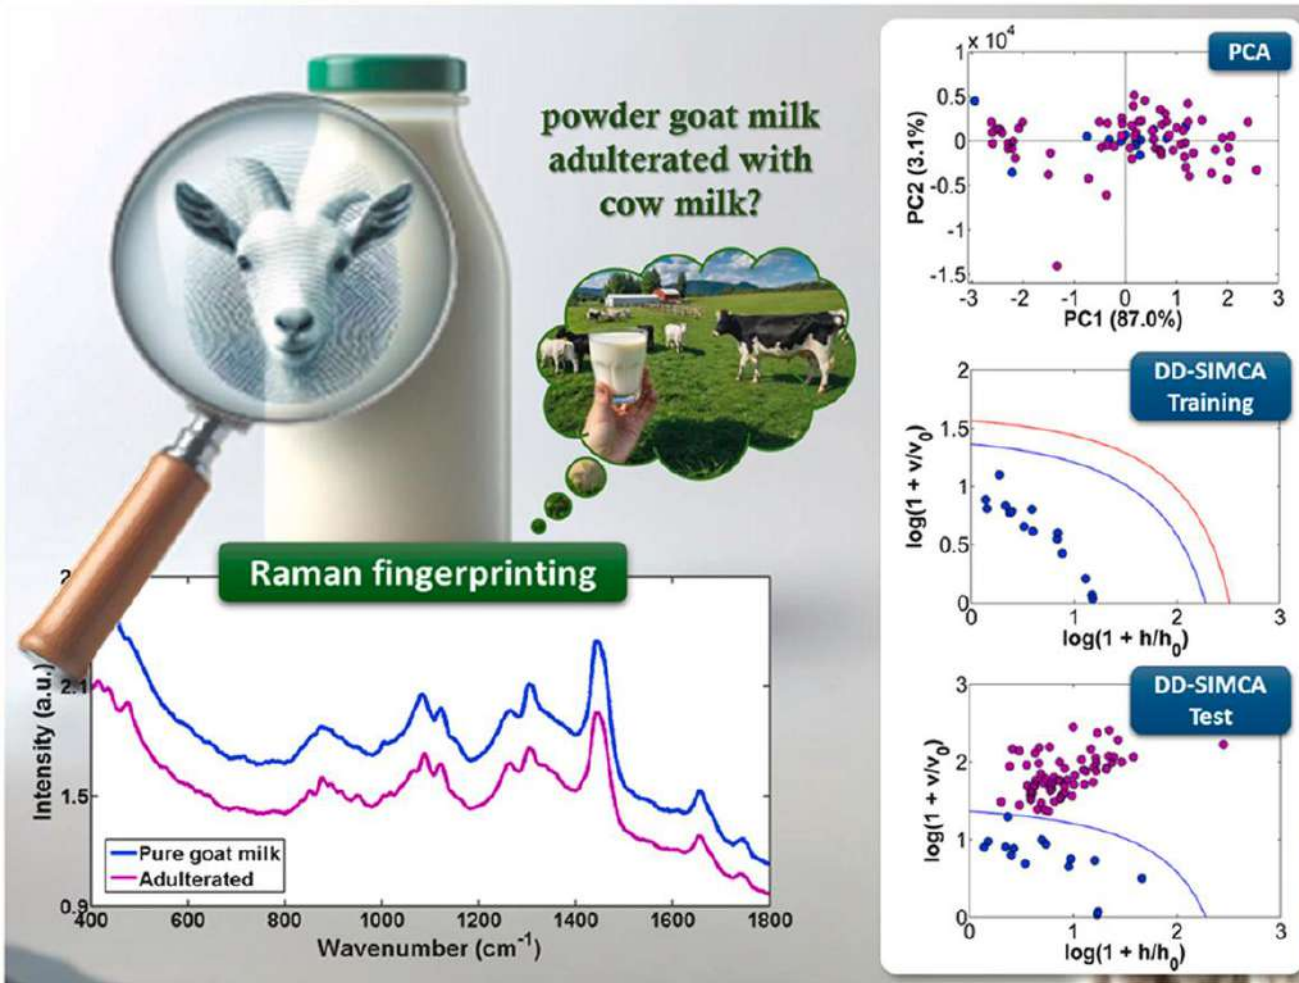 powder goat milk
adulterated with
cow milk?
Raman fingerprinting
2.1
1.5
0.9
400 600 800 1000 1200 1400 1600 1800
Intensity (a.u.)
Wavenumber (cm⁻¹)
Pure goat milk
Adulterated
PCA
x 10⁴
1
0.5
0
-0.5
-1
-1.5
-3 -2 -1 0 1 2 3
PC2 (3.1%)
PC1 (87.0%)
DD-SIMCA
Training
2
1.5
1
0.5
0
0 1 2 3
log(1 + v/v₀)
log(1 + h/h₀)
DD-SIMCA
Test
3
2
1
0
0 1 2 3
log(1 + v/v₀)
log(1 + h/h₀)